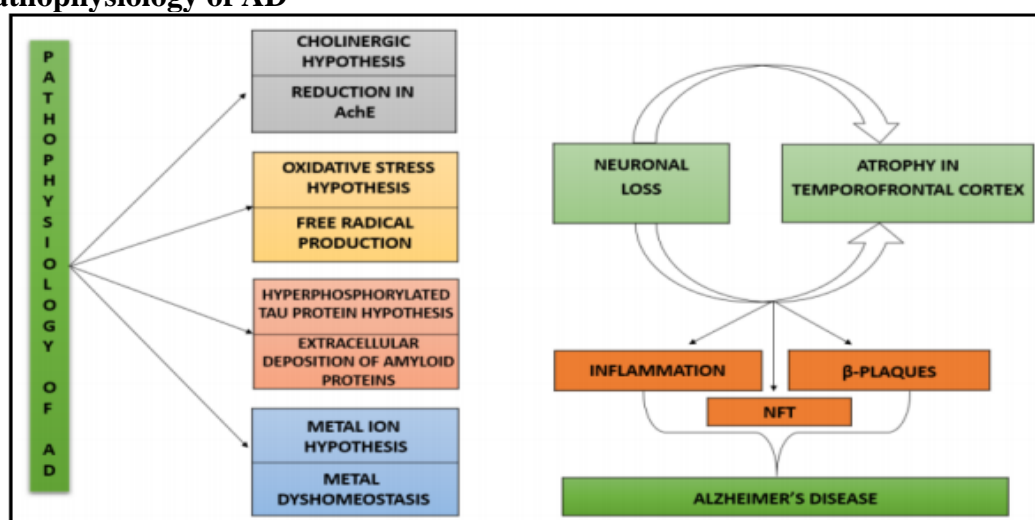 PATHOPHYSIOLOGY OF AD
CHOLINERGIC
HYPOTHESIS
REDUCTION IN
AchE
OXIDATIVE STRESS
HYPOTHESIS
FREE RADICAL
PRODUCTION
HYPERPHOSPHORYLATED
TAU PROTEIN HYPOTHESIS
EXTRACELLULAR
DEPOSITION OF AMYLOID
PROTEINS
METAL ION
HYPOTHESIS
METAL
DYSHOMEOSTASIS
NEURONAL
LOSS
ATROPHY IN
TEMPOROFRONTAL CORTEX
INFLAMMATION
β-PLAQUES
NFT
ALZHEIMER'S DISEASE